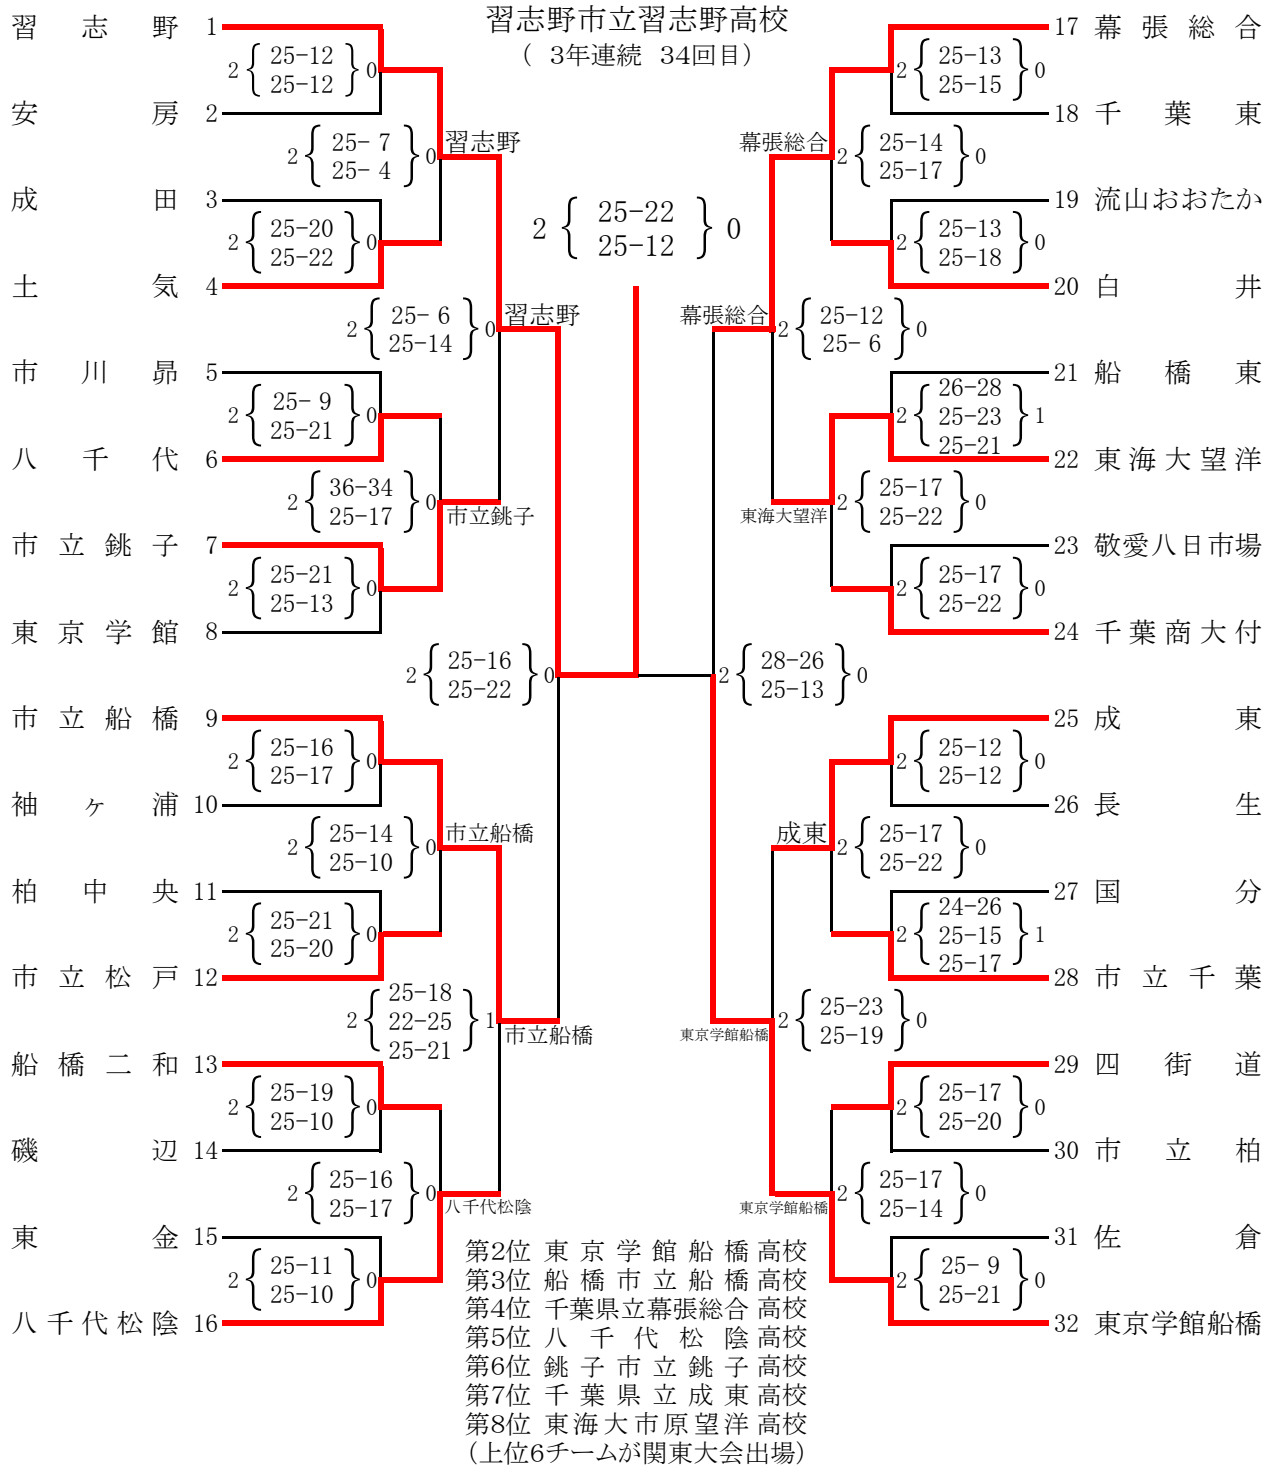 習志野市立習志野高校
( 3年連続 34回目)
習志野 1
25-12
2 0
25-12
安房 2
25- 7
2 0 習志野
25- 4
成田 3
25-20
2 0
25-22
土気 4
25- 6
2 0 習志野
25-14
市川昴 5
25- 9
2 0
25-21
八千代 6
36-34
2 0
25-17
市立銚子
市立銚子 7
25-21
2 0
25-13
東京学館 8
25-16
2 0
25-22
市立船橋 9
25-16
2 0
25-17
袖ヶ浦 10
25-14
2 0 市立船橋
25-10
柏中央 11
25-21
2 0
25-20
市立松戸 12
25-18
2 22-25 1
25-21
市立船橋
船橋二和 13
25-19
2 0
25-10
磯辺 14
25-16
2 0
25-17
八千代松陰
東金 15
25-11
2 0
25-10
八千代松陰 16
25-22
2 0
25-12
17 幕張総合
25-13
2 0
25-15
18 千葉東
幕張総合
25-14
2 0
25-17
19 流山おおたか
25-13
2 0
25-18
20 白井
幕張総合
25-12
2 0
25- 6
21 船橋東
26-28
2 25-23 1
25-21
22 東海大望洋
25-17
2 0
25-22
東海大望洋
23 敬愛八日市場
25-17
2 0
25-22
24 千葉商大付
28-26
2 0
25-13
25 成東
25-12
2 0
25-12
26 長生
成東
25-17
2 0
25-22
27 国分
24-26
2 25-15 1
25-17
28 市立千葉
25-23
2 0
25-19
東京学館船橋
29 四街道
25-17
2 0
25-20
30 市立柏
25-17
2 0
25-14
東京学館船橋
31 佐倉
25- 9
2 0
25-21
32 東京学館船橋
第2位 東京学館船橋高校
第3位 船橋市立船橋高校
第4位 千葉県立幕張総合高校
第5位 八千代松陰高校
第6位 銚子市立銚子高校
第7位 千葉県立成東高校
第8位 東海大市原望洋高校
(上位6チームが関東大会出場)